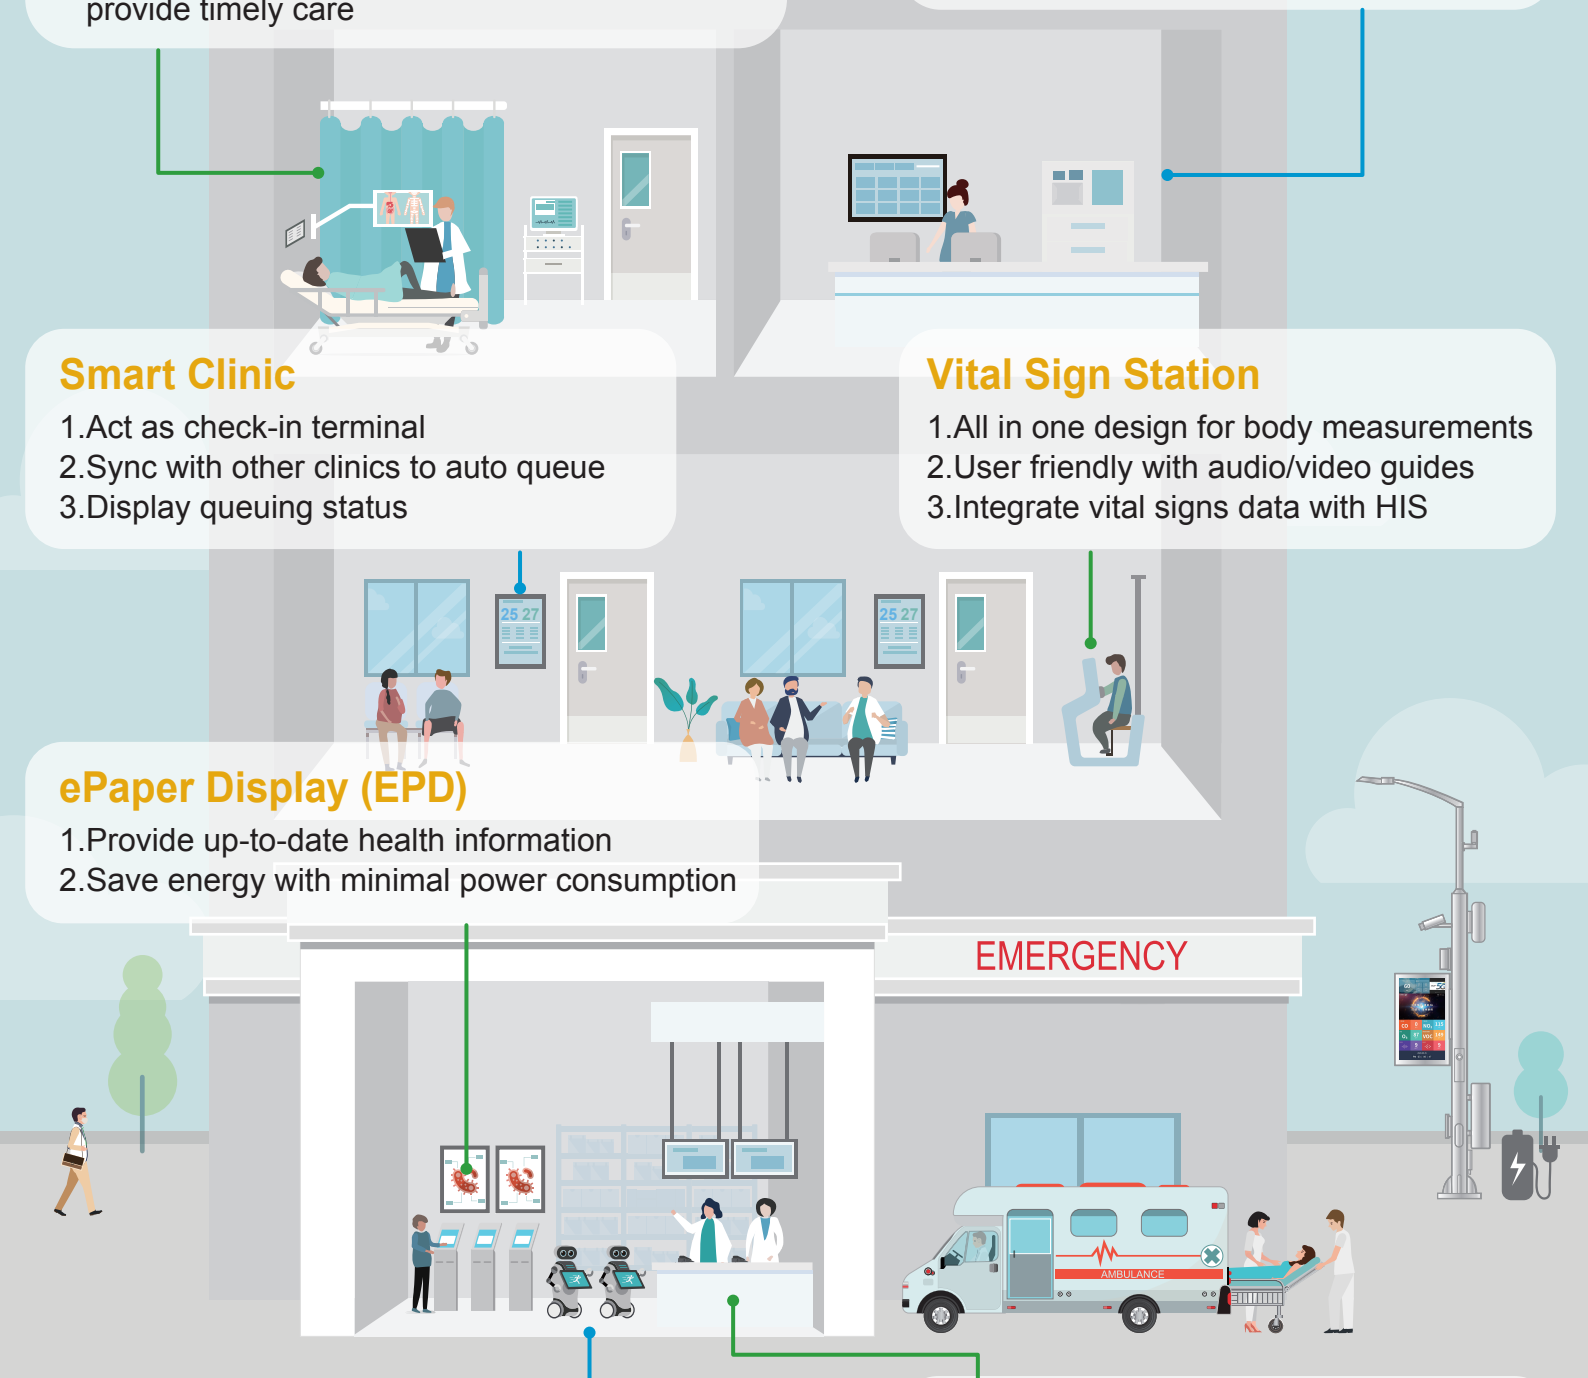 provide timely care
Smart Clinic
1.Act as check-in terminal
2.Sync with other clinics to auto queue
3.Display queuing status
Vital Sign Station
1.All in one design for body measurements
2.User friendly with audio/video guides
3.Integrate vital signs data with HIS
25 27
25 27
ePaper Display (EPD)
1.Provide up-to-date health information
2.Save energy with minimal power consumption
EMERGENCY
5G
CO
AMBULANCE